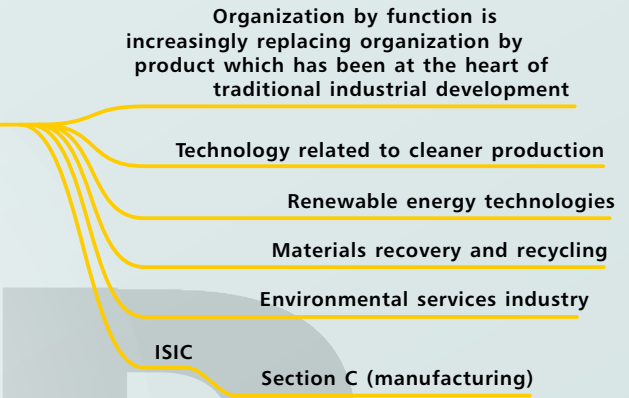 Organization by function is
increasingly replacing organization by
product which has been at the heart of
traditional industrial development
Technology related to cleaner production
Renewable energy technologies
Materials recovery and recycling
Environmental services industry
ISIC
Section C (manufacturing)